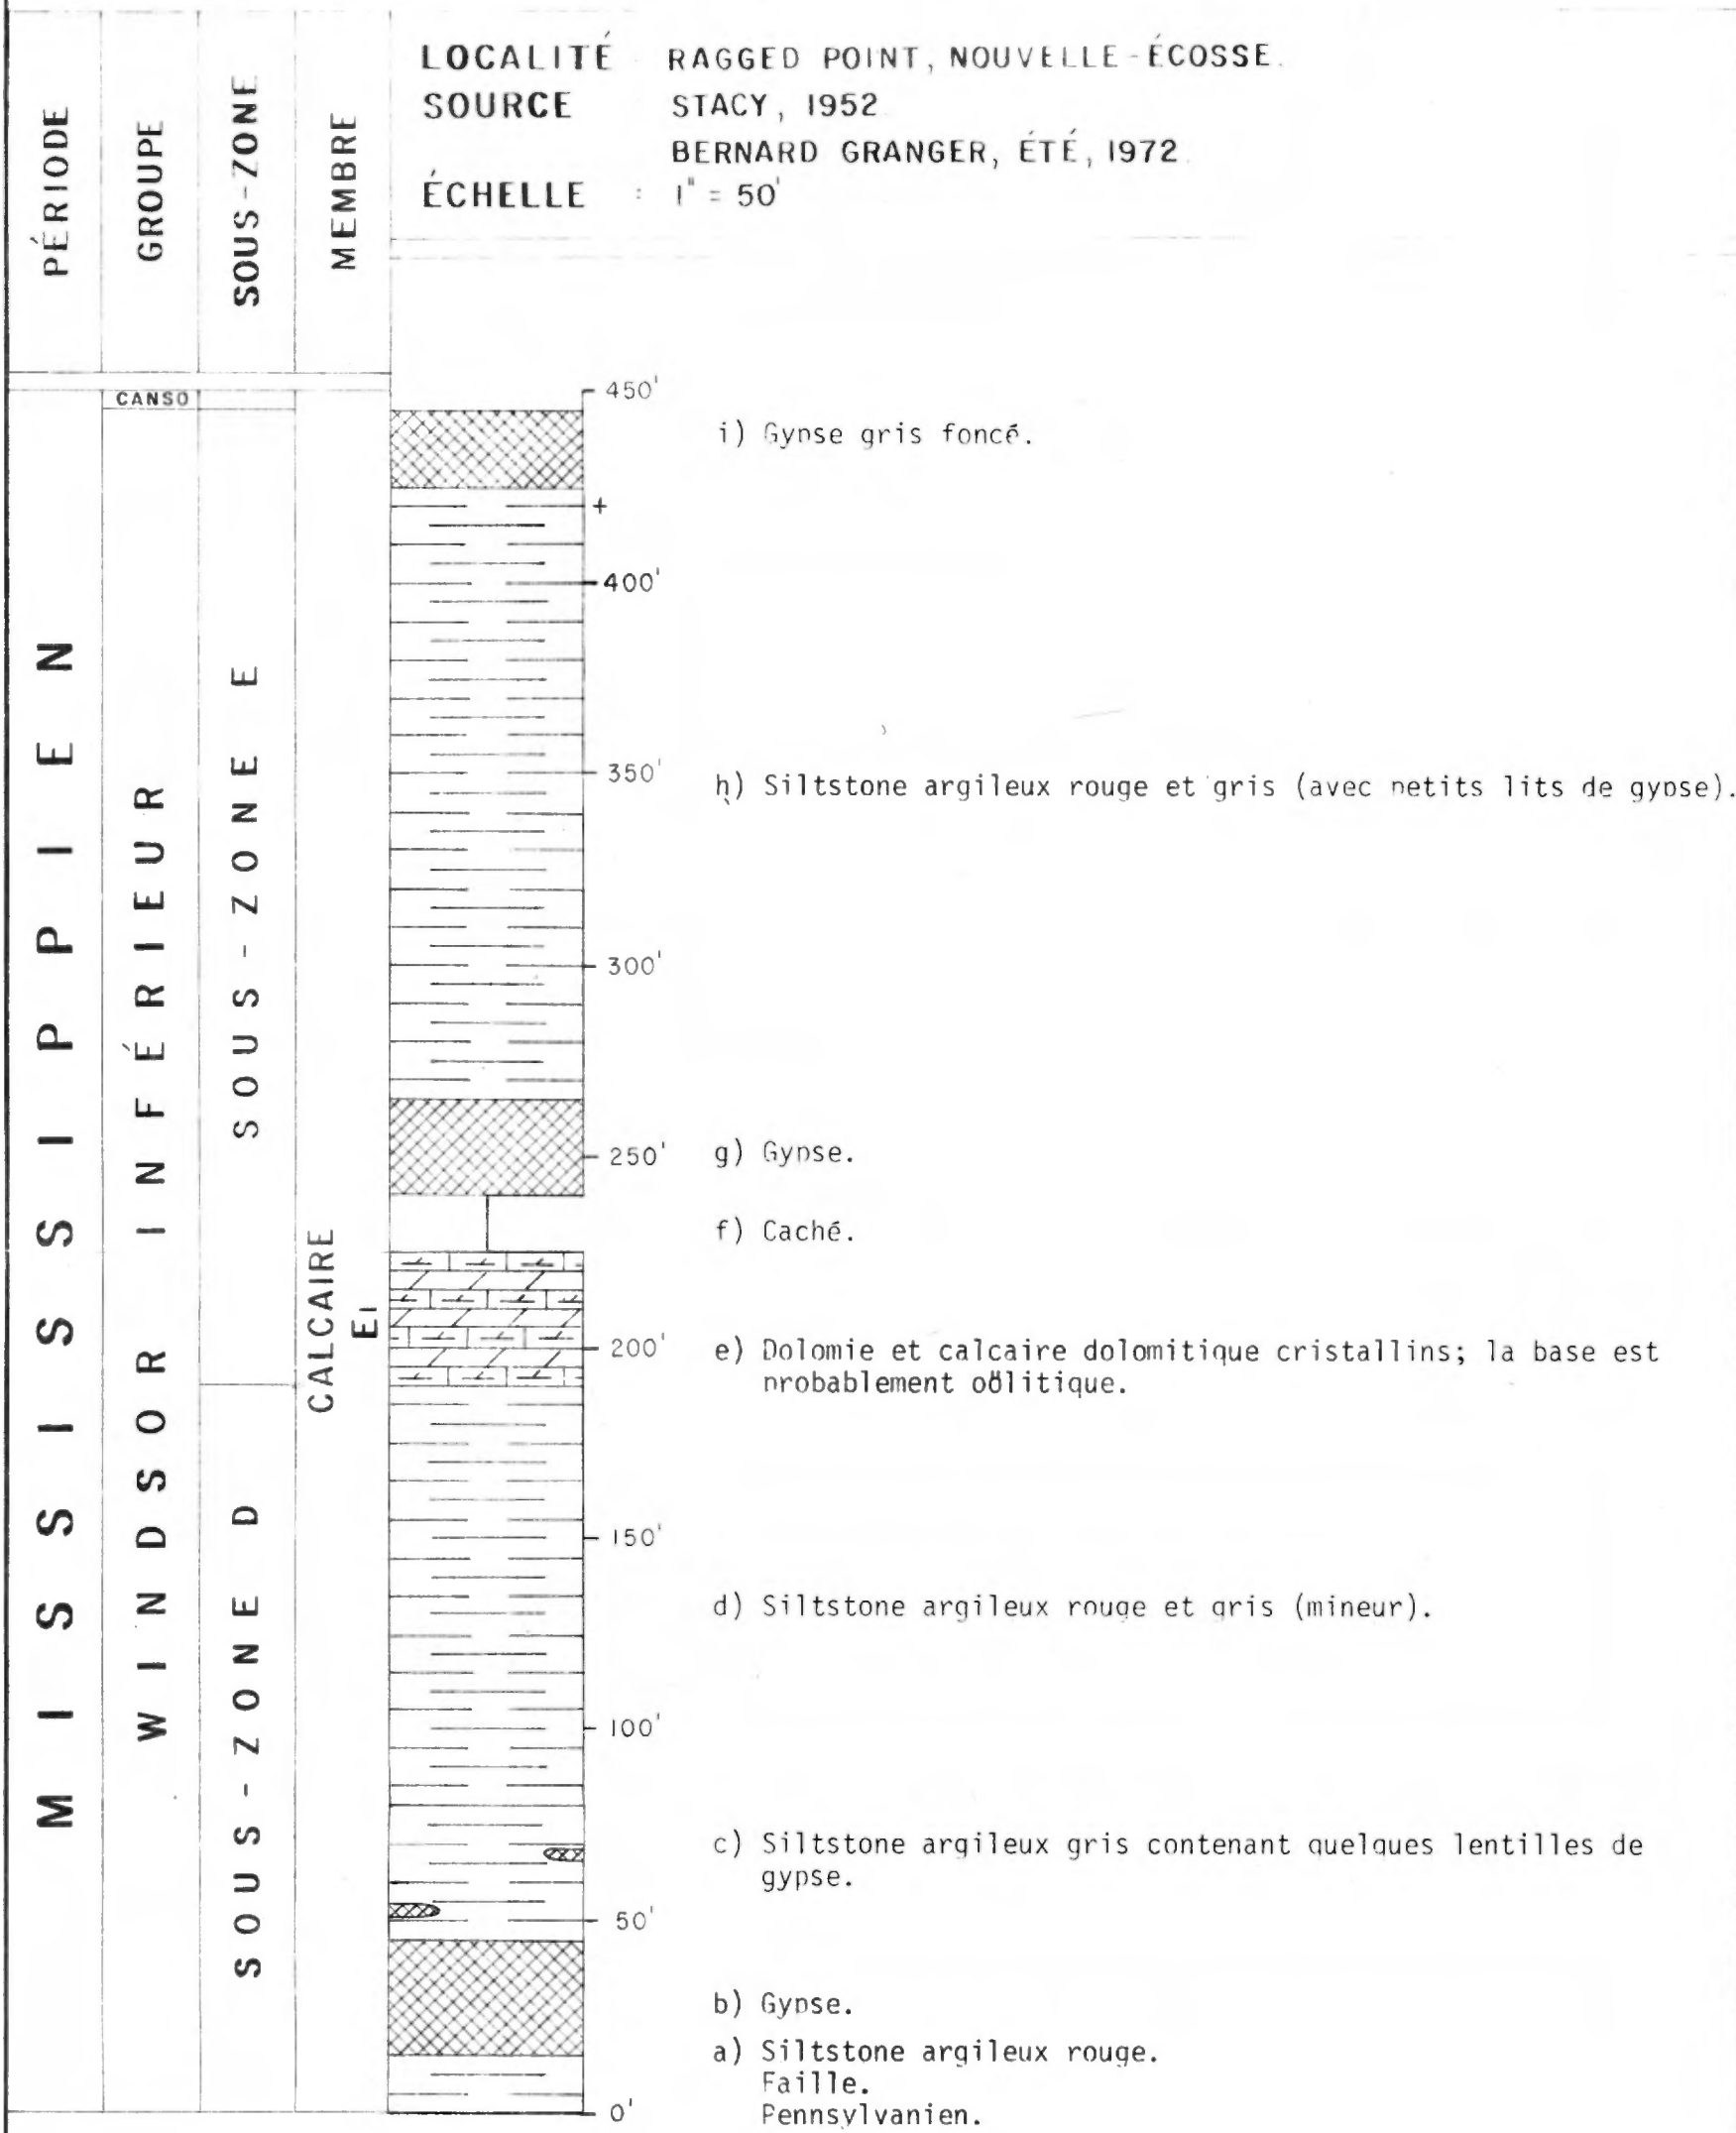 PÉRIODE
GROUPE
SOUS-ZONE
MEMBRE
LOCALITÉ RAGGED POINT, NOUVELLE-ÉCOSSE.
SOURCE STACY, 1952
BERNARD GRANGER, ÉTÉ, 1972
ÉCHELLE : 1" = 50'
MISSISSIPPIEN
CANSO
WINDSOR INFÉRIEUR
SOUS-ZONE E
SOUS-ZONE D
CALCAIRE
E1
450'
i) Gypse gris foncé.
+
400'
350'
h) Siltstone argileux rouge et gris (avec petits lits de gypse).
300'
250'
g) Gypse.
f) Caché.
200'
e) Dolomie et calcaire dolomitique cristallins; la base est
probablement oölitique.
150'
d) Siltstone argileux rouge et gris (mineur).
100'
c) Siltstone argileux gris contenant quelques lentilles de
gypse.
50'
b) Gypse.
a) Siltstone argileux rouge.
Faille.
0'
Pennsylvanien.